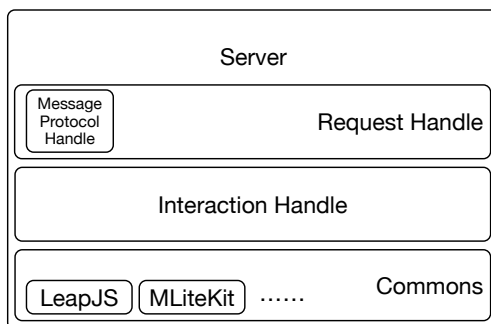 Server
Message
Protocol
Handle
Request Handle
Interaction Handle
Commons
LeapJS
MLiteKit
······